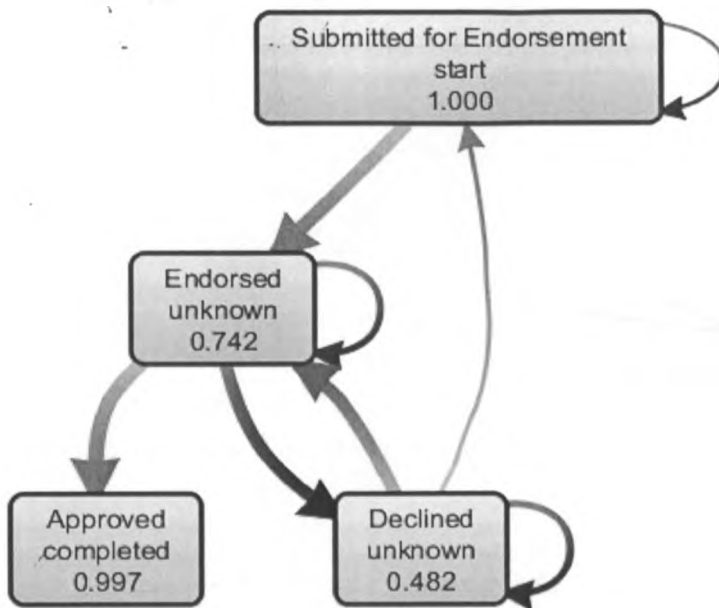 Submitted for Endorsement
start
1.000
Endorsed
unknown
0.742
Approved
completed
0.997
Declined
unknown
0.482